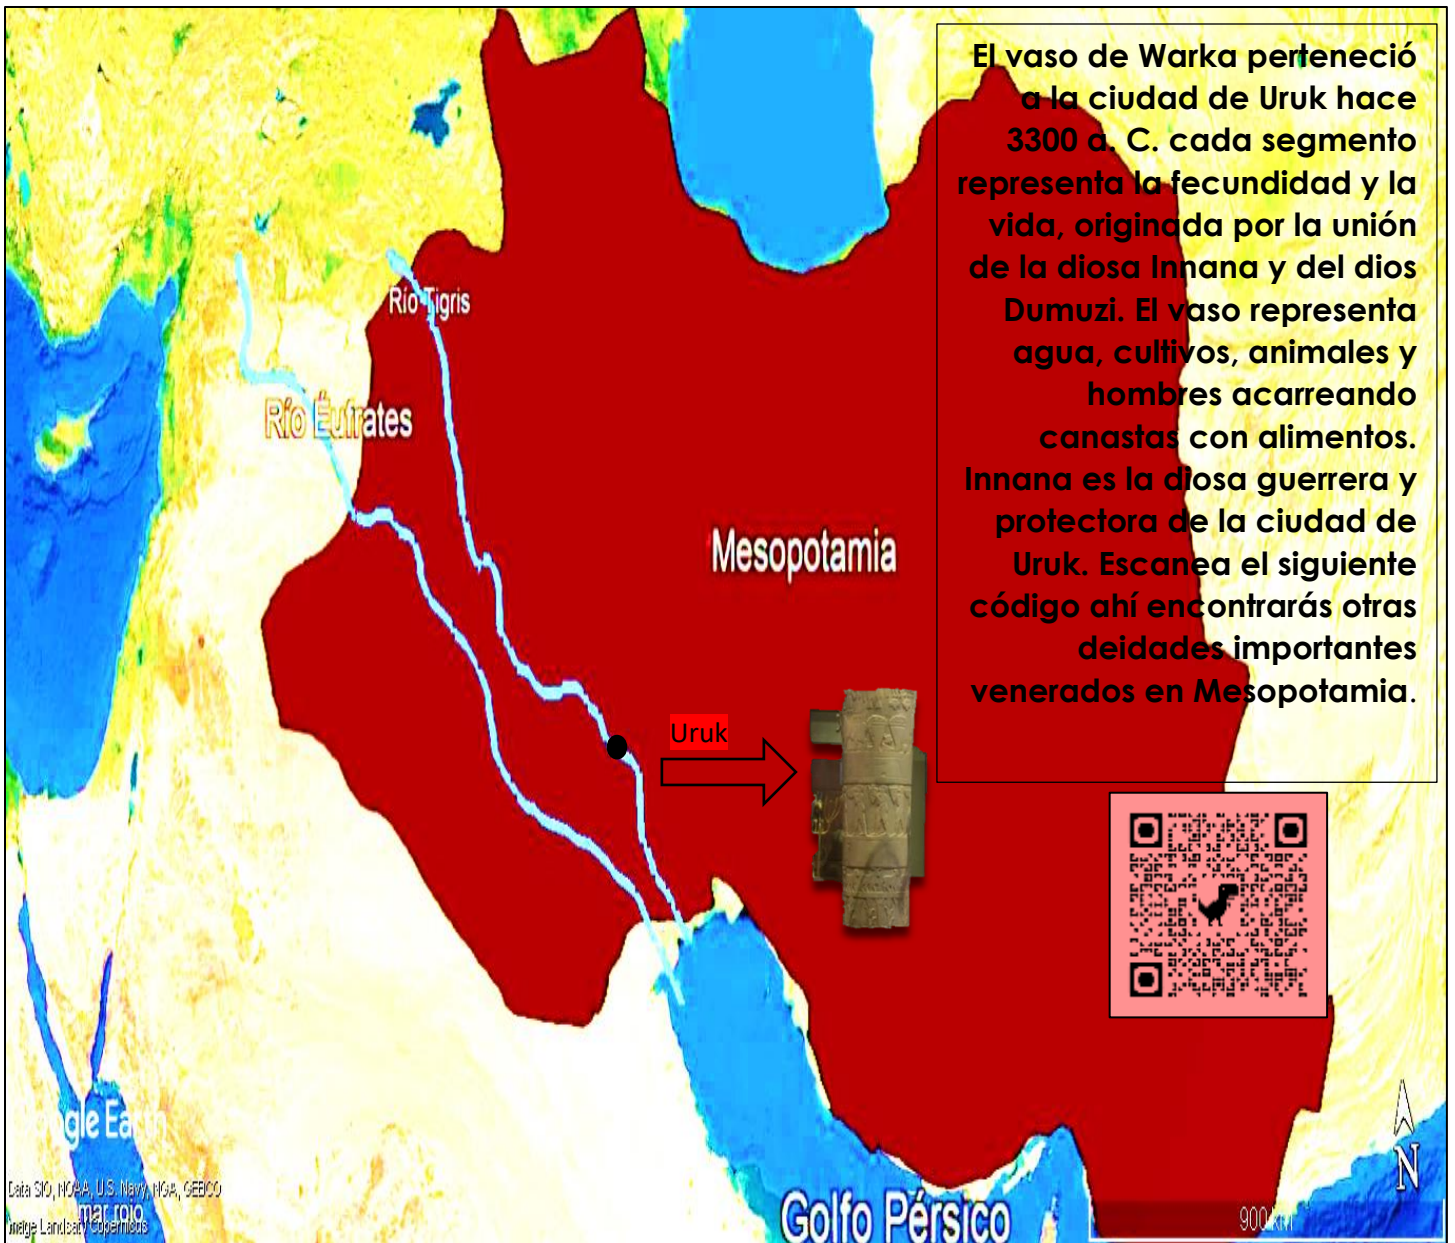 El vaso de Warka perteneció
a la ciudad de Uruk hace
3300 a. C. cada segmento
representa la fecundidad y la
vida, originada por la unión
de la diosa Innana y del dios
Dumuzi. El vaso representa
agua, cultivos, animales y
hombres acarreando
canastas con alimentos.
Innana es la diosa guerrera y
protectora de la ciudad de
Uruk. Escanea el siguiente
código ahí encontrarás otras
deidades importantes
venerados en Mesopotamia.
Río Tigris
Río Éufrates
Mesopotamia
Uruk
Google Earth
Data SIO, NOAA, U.S. Navy, NGA, GEBCO
mar rojo
Image Landsat / Copernicus
Golfo Pérsico
900 km
N